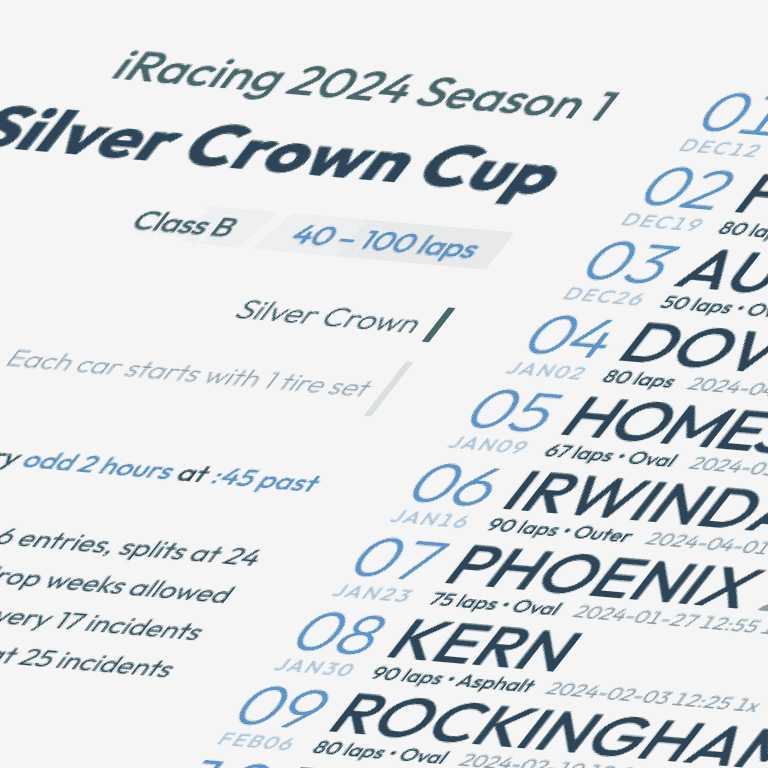 iRacing 2024 Season 1
Silver Crown Cup
Class B
40 – 100 laps
Silver Crown
Each car starts with 1 tire set
odd 2 hours at :45 past
6 entries, splits at 24
drop weeks allowed
every 17 incidents
at 25 incidents
01
DEC12
02
DEC19
80
03
DEC26
50 laps •
04
JAN02
80 laps
05
HOMES
JAN09
67 laps • Oval
06
IRWINDA
JAN16
90 laps • Outer 2024-04-01
07
PHOENIX
JAN23
75 laps • Oval 2024-01-27 12:55
08
KERN
JAN30
90 laps • Asphalt 2024-02-03 12:25 1x
09
ROCKINGHAM
FEB06
80 laps • Oval